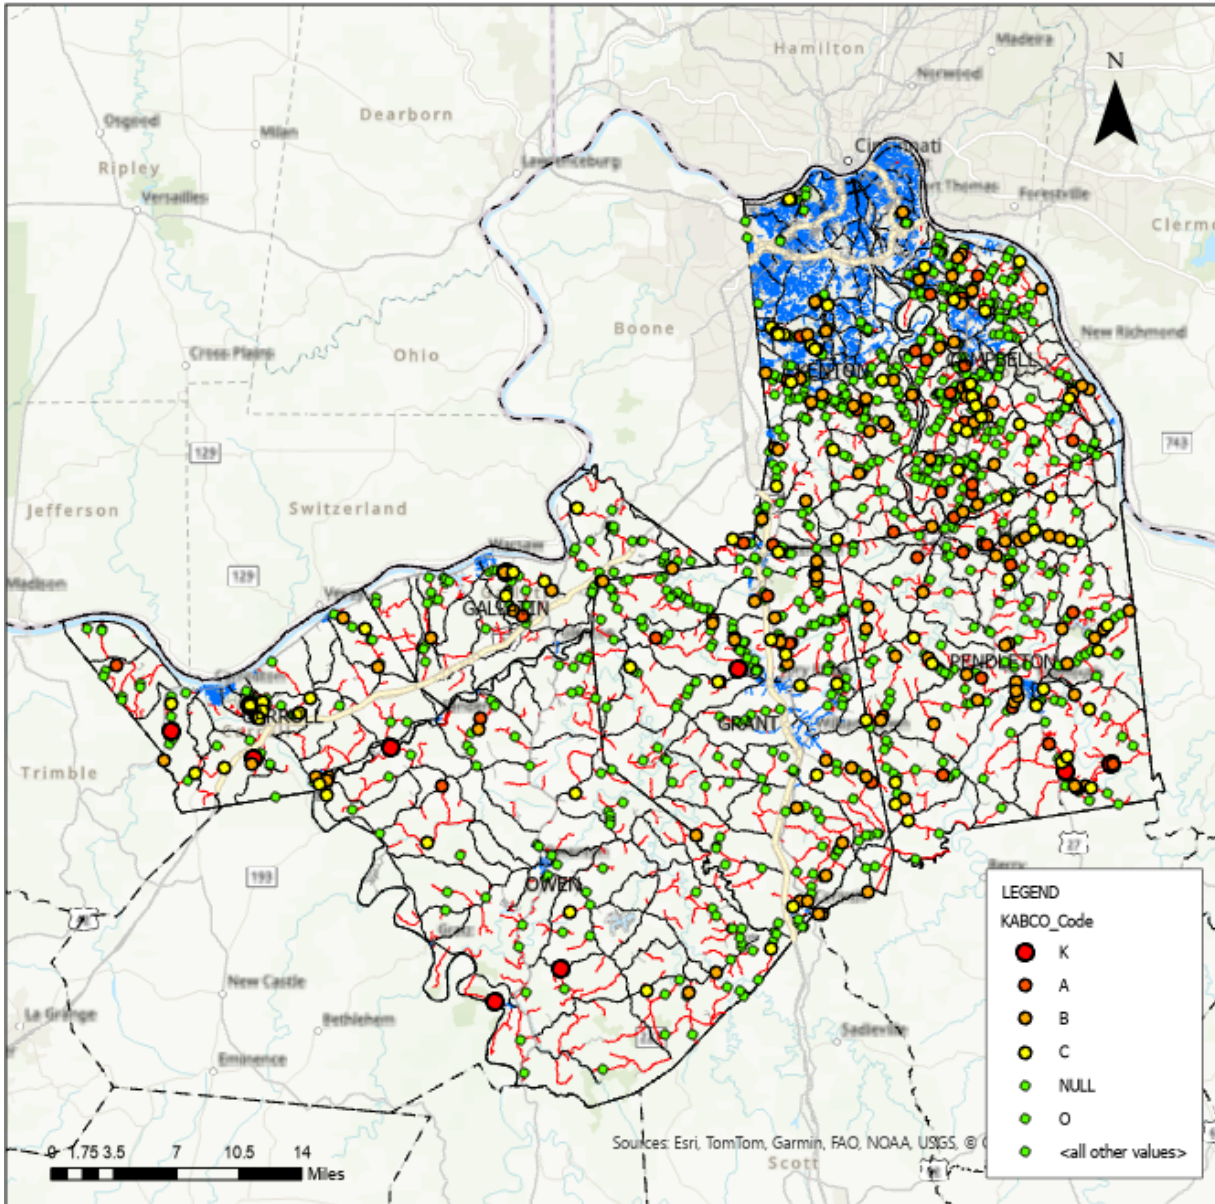 Hamilton
Madeira
N
Norwood
Osgood
Milan
Dearborn
Cincinnati
Lawrenceburg
Ripley
Fort Thomas
Forestville
Versailles
Clermo
Boone
New Richmond
Cross Plains
Ohio
KENTON
CAMPBELL
129
743
Jefferson
Switzerland
Warsaw
129
Madison
GALLATIN
Carrollton
PENDLETON
CARROLL
GRANT
Trimble
27
Berry
193
OWEN
LEGEND
KABCO_Code
Gratz
K
New Castle
A
La Grange
Bethlehem
B
Sadieville
C
Eminence
NULL
O
Sources: Esri, TomTom, Garmin, FAO, NOAA, USGS, ©
<all other values>
0 1.75 3.5 7 10.5 14
Miles
Scott